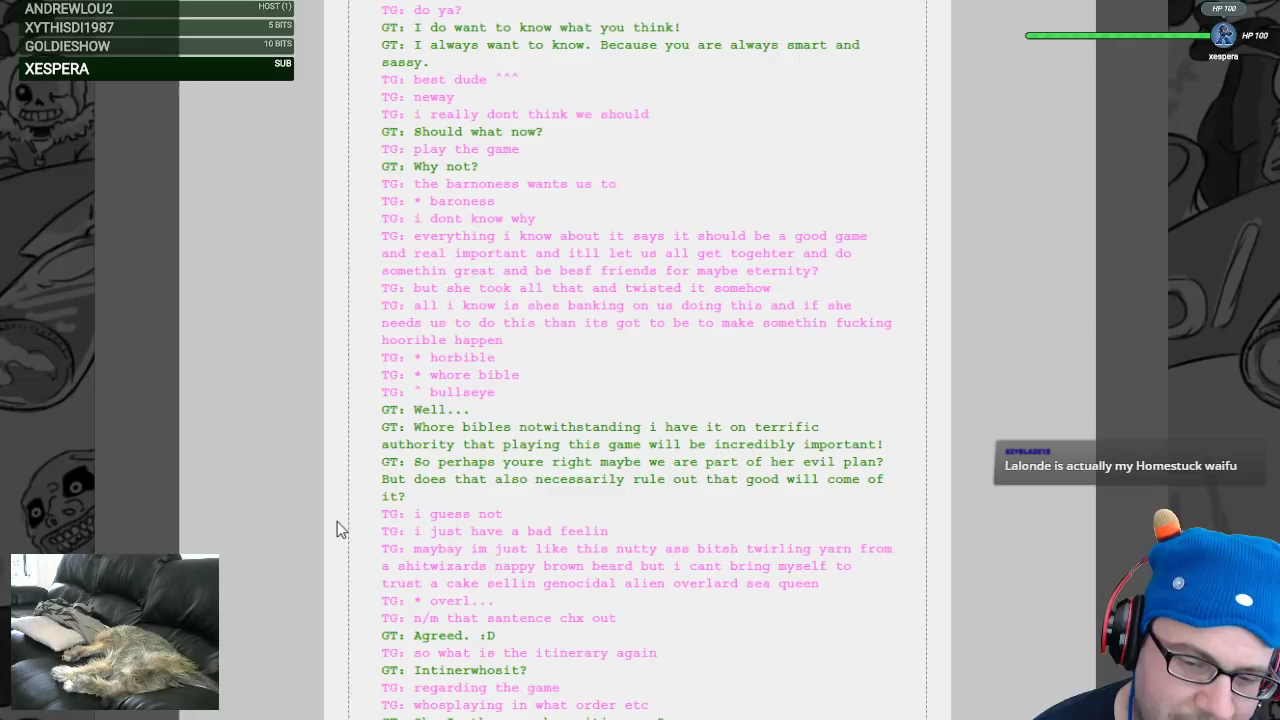 ANDREWLOU2 HOST (1)
XYTHISDI1987 5 BITS
GOLDIESHOW 10 BITS
XESPERA SUB
HP 100
HP 100
xespera
TG: do ya?
GT: I do want to know what you think!
GT: I always want to know. Because you are always smart and
sassy.
TG: best dude ^^^
TG: neway
TG: i really dont think we should
GT: Should what now?
TG: play the game
GT: Why not?
TG: the barnoness wants us to
TG: * baroness
TG: i dont know why
TG: everything i know about it says it should be a good game
and real important and itll let us all get togehter and do
somethin great and be besf friends for maybe eternity?
TG: but she took all that and twisted it somehow
TG: all i know is shes banking on us doing this and if she
needs us to do this than its got to be to make somethin fucking
hoorible happen
TG: * horbible
TG: * whore bible
TG: ^ bullseye
GT: Well...
GT: Whore bibles notwithstanding i have it on terrific
authority that playing this game will be incredibly important!
GT: So perhaps youre right maybe we are part of her evil plan?
But does that also necessarily rule out that good will come of
it?
TG: i guess not
TG: i just have a bad feelin
TG: maybay im just like this nutty ass bitsh twirling yarn from
a shitwizards nappy brown beard but i cant bring myself to
trust a cake sellin genocidal alien overlard sea queen
TG: * overl...
TG: n/m that santence chx out
GT: Agreed. :D
TG: so what is the itinerary again
GT: Intinerwhosit?
TG: regarding the game
TG: whosplaying in what order etc
Lalonde is actually my Homestuck waifu